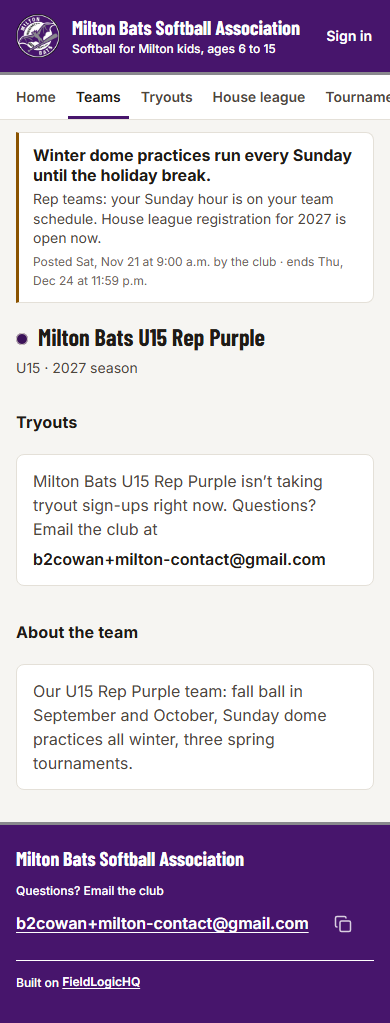 MILTON
BATS
Milton Bats Softball Association
Softball for Milton kids, ages 6 to 15
Sign in
Home Teams Tryouts House league Tourname
Winter dome practices run every Sunday
until the holiday break.
Rep teams: your Sunday hour is on your team
schedule. House league registration for 2027 is
open now.
Posted Sat, Nov 21 at 9:00 a.m. by the club · ends Thu,
Dec 24 at 11:59 p.m.
Milton Bats U15 Rep Purple
U15 · 2027 season
Tryouts
Milton Bats U15 Rep Purple isn’t taking
tryout sign-ups right now. Questions?
Email the club at
b2cowan+milton-contact@gmail.com
About the team
Our U15 Rep Purple team: fall ball in
September and October, Sunday dome
practices all winter, three spring
tournaments.
Milton Bats Softball Association
Questions? Email the club
b2cowan+milton-contact@gmail.com
Built on FieldLogicHQ